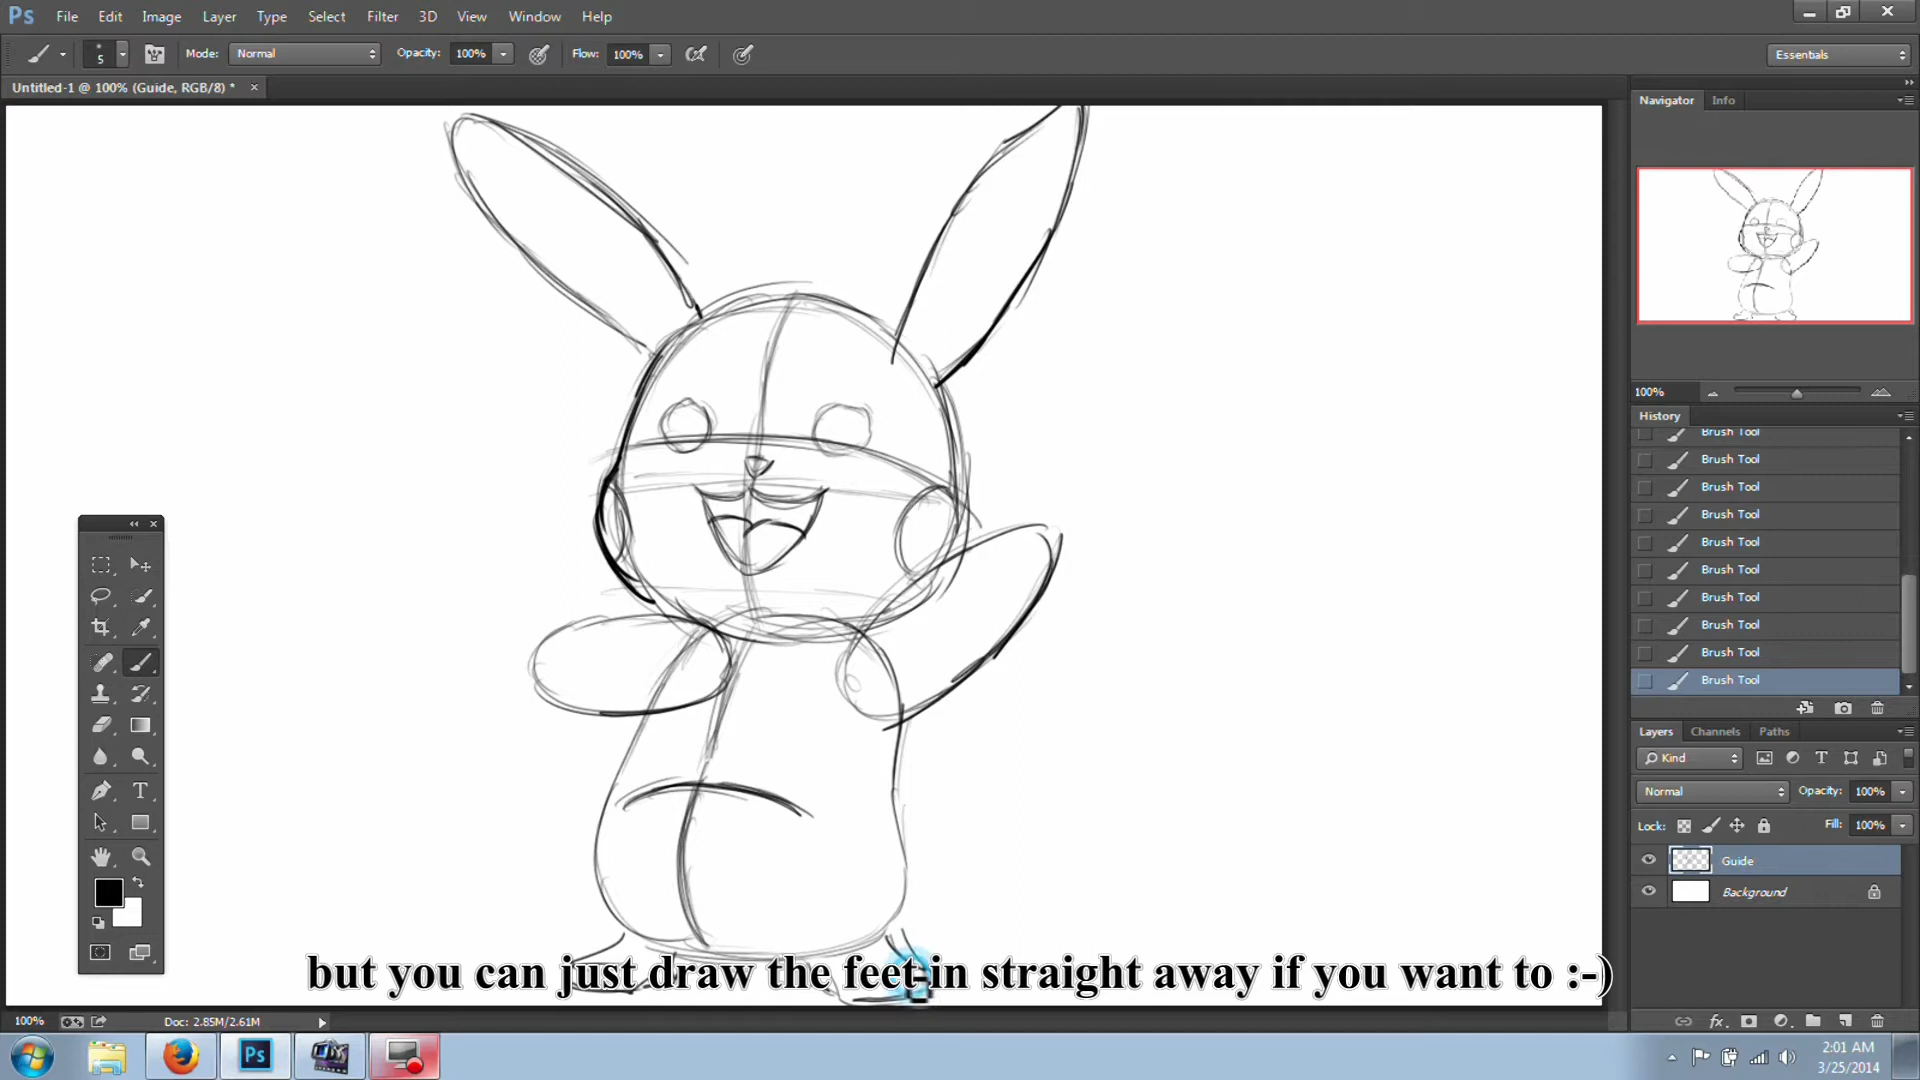 Ps File Edit Image Layer Type Select Filter 3D View Window Help
5 Mode: Normal Opacity: 100% Flow: 100% Essentials
Untitled-1 @ 100% (Guide, RGB/8) *
Navigator Info
100%
History
Brush Tool
Brush Tool
Brush Tool
Brush Tool
Brush Tool
Brush Tool
Brush Tool
Brush Tool
Brush Tool
Brush Tool
Layers Channels Paths
Kind
Normal Opacity: 100%
Lock: Fill: 100%
Guide
Background
but you can just draw the feet in straight away if you want to :-)
100% Doc: 2.85M/2.61M
Ps
2:01 AM
3/25/2014